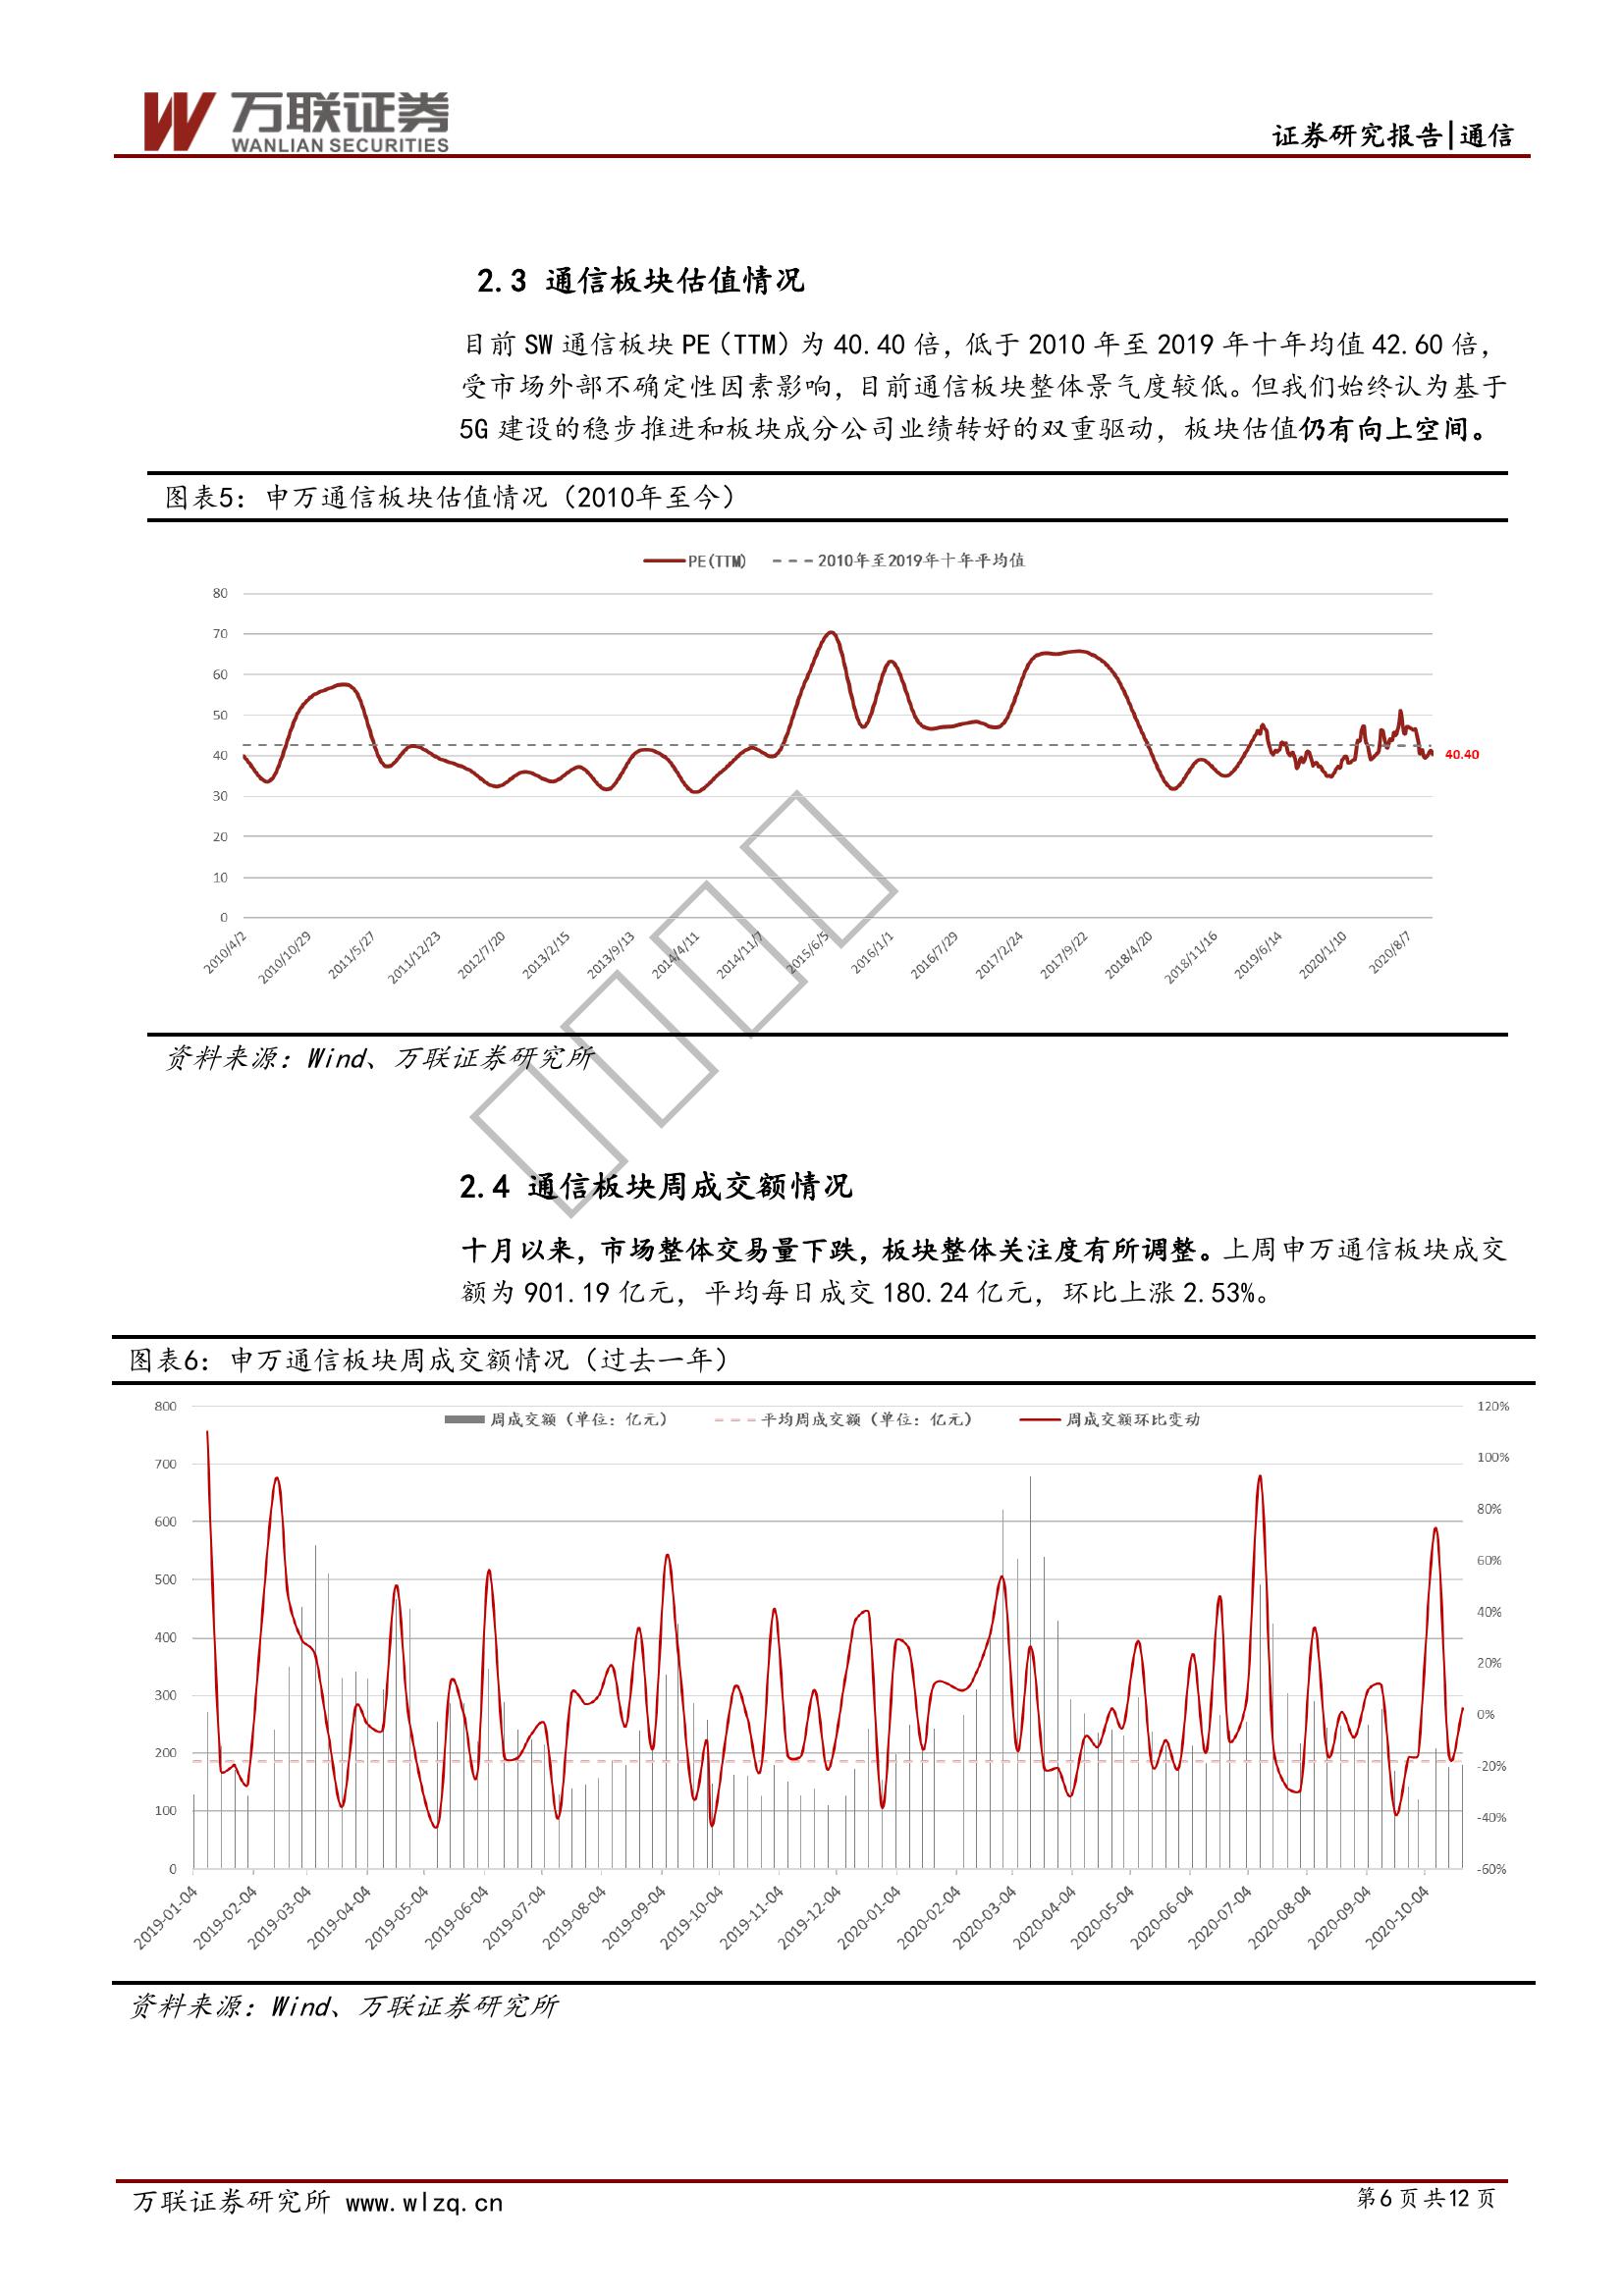 万联证券
WANLIAN SECURITIES
证券研究报告|通信
2.3 通信板块估值情况
目前 SW 通信板块 PE（TTM）为 40.40 倍，低于 2010 年至 2019 年十年均值 42.60 倍，
受市场外部不确定性因素影响，目前通信板块整体景气度较低。但我们始终认为基于
5G 建设的稳步推进和板块成分公司业绩转好的双重驱动，板块估值仍有向上空间。
图表5：申万通信板块估值情况（2010年至今）
PE(TTM) 2010年至2019年十年平均值
80
70
60
50
40
30
20
10
0
40.40
2010/4/2 2010/10/29 2011/5/27 2011/12/23 2012/7/20 2013/2/15 2013/9/13 2014/4/11 2014/11/7 2015/6/5 2016/1/1 2016/7/29 2017/2/24 2017/9/22 2018/4/20 2018/11/16 2019/6/14 2020/1/10 2020/8/7
资料来源：Wind、万联证券研究所
2.4 通信板块周成交额情况
十月以来，市场整体交易量下跌，板块整体关注度有所调整。上周申万通信板块成交
额为 901.19 亿元，平均每日成交 180.24 亿元，环比上涨 2.53%。
图表6：申万通信板块周成交额情况（过去一年）
周成交额（单位：亿元） 平均周成交额（单位：亿元） 周成交额环比变动
800
700
600
500
400
300
200
100
0
120%
100%
80%
60%
40%
20%
0%
-20%
-40%
-60%
2019-01-04 2019-02-04 2019-03-04 2019-04-04 2019-05-04 2019-06-04 2019-07-04 2019-08-04 2019-09-04 2019-10-04 2019-11-04 2019-12-04 2020-01-04 2020-02-04 2020-03-04 2020-04-04 2020-05-04 2020-06-04 2020-07-04 2020-08-04 2020-09-04 2020-10-04
资料来源：Wind、万联证券研究所
万联证券研究所 www.wlzq.cn
第 6 页 共 12 页